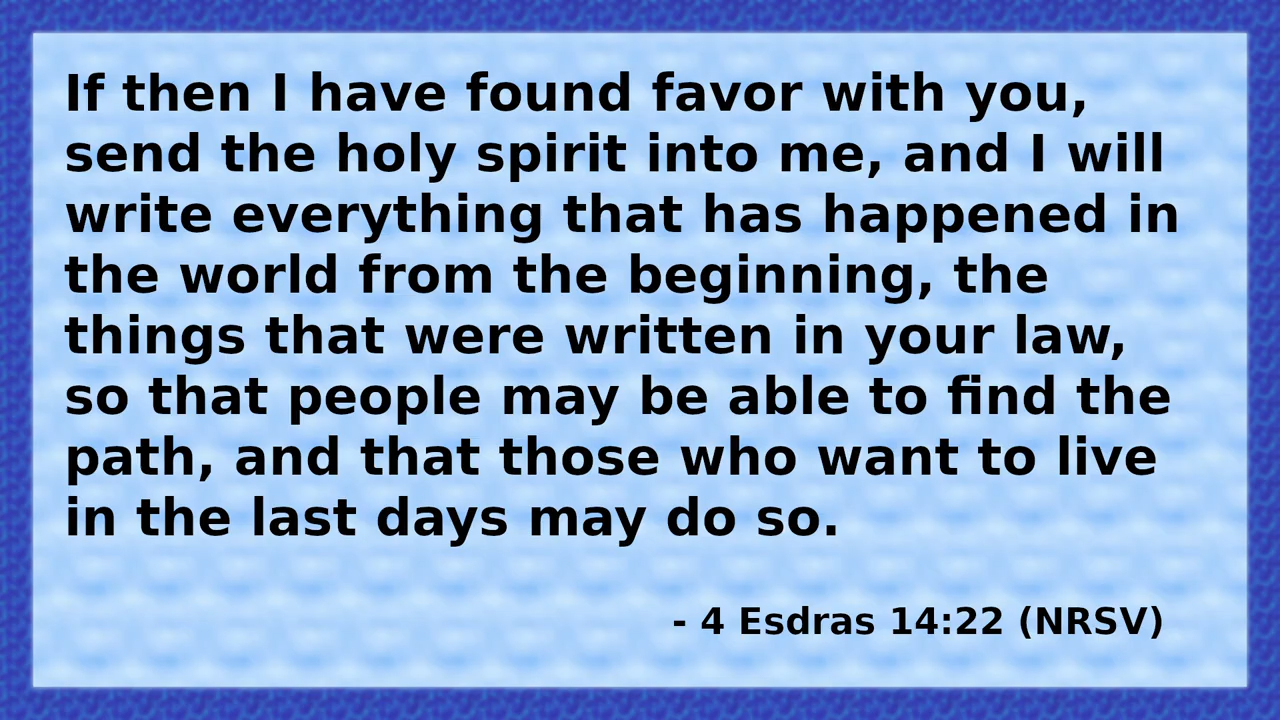 If then I have found favor with you,
send the holy spirit into me, and I will
write everything that has happened in
the world from the beginning, the
things that were written in your law,
so that people may be able to find the
path, and that those who want to live
in the last days may do so.
- 4 Esdras 14:22 (NRSV)